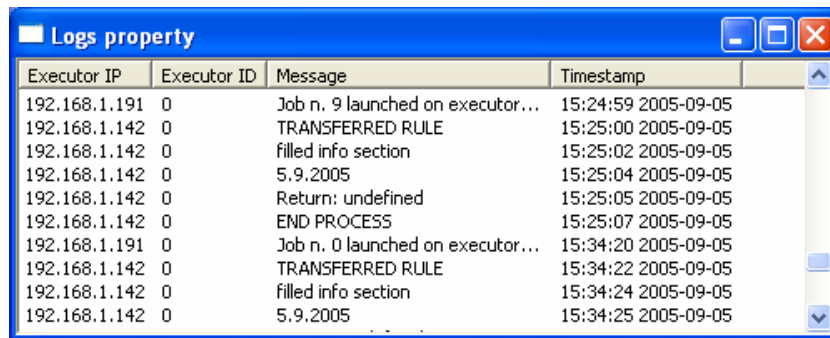 Logs property
Executor IP Executor ID Message Timestamp
192.168.1.191 0 Job n. 9 launched on executor... 15:24:59 2005-09-05
192.168.1.142 0 TRANSFERRED RULE 15:25:00 2005-09-05
192.168.1.142 0 filled info section 15:25:02 2005-09-05
192.168.1.142 0 5.9.2005 15:25:04 2005-09-05
192.168.1.142 0 Return: undefined 15:25:05 2005-09-05
192.168.1.142 0 END PROCESS 15:25:07 2005-09-05
192.168.1.191 0 Job n. 0 launched on executor... 15:34:20 2005-09-05
192.168.1.142 0 TRANSFERRED RULE 15:34:22 2005-09-05
192.168.1.142 0 filled info section 15:34:24 2005-09-05
192.168.1.142 0 5.9.2005 15:34:25 2005-09-05